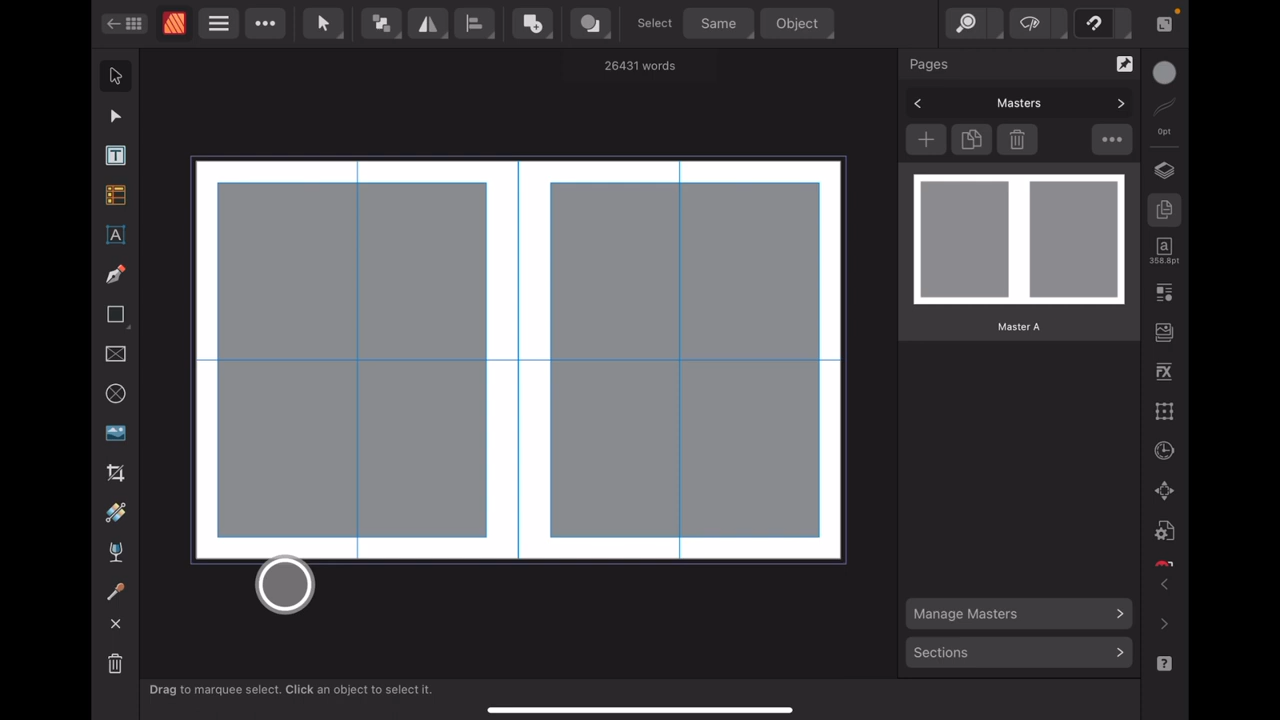 Select
Same
Object
26431 words
Pages
Masters
0pt
a
358.8pt
FX
T
A
Master A
Manage Masters
Sections
?
Drag to marquee select. Click an object to select it.